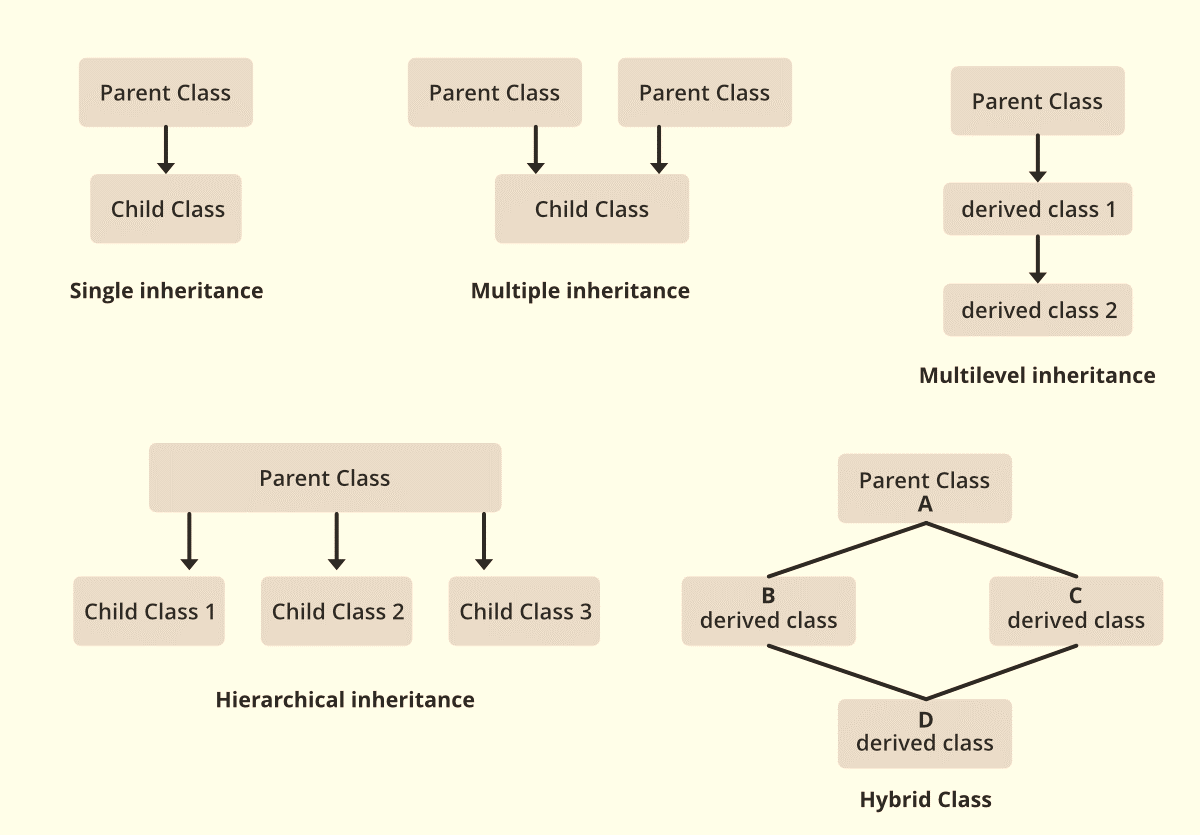 Parent Class
Child Class
Single inheritance
Parent Class
Parent Class
Child Class
Multiple inheritance
Parent Class
derived class 1
derived class 2
Multilevel inheritance
Parent Class
Child Class 1
Child Class 2
Child Class 3
Hierarchical inheritance
Parent Class
A
B
derived class
C
derived class
D
derived class
Hybrid Class